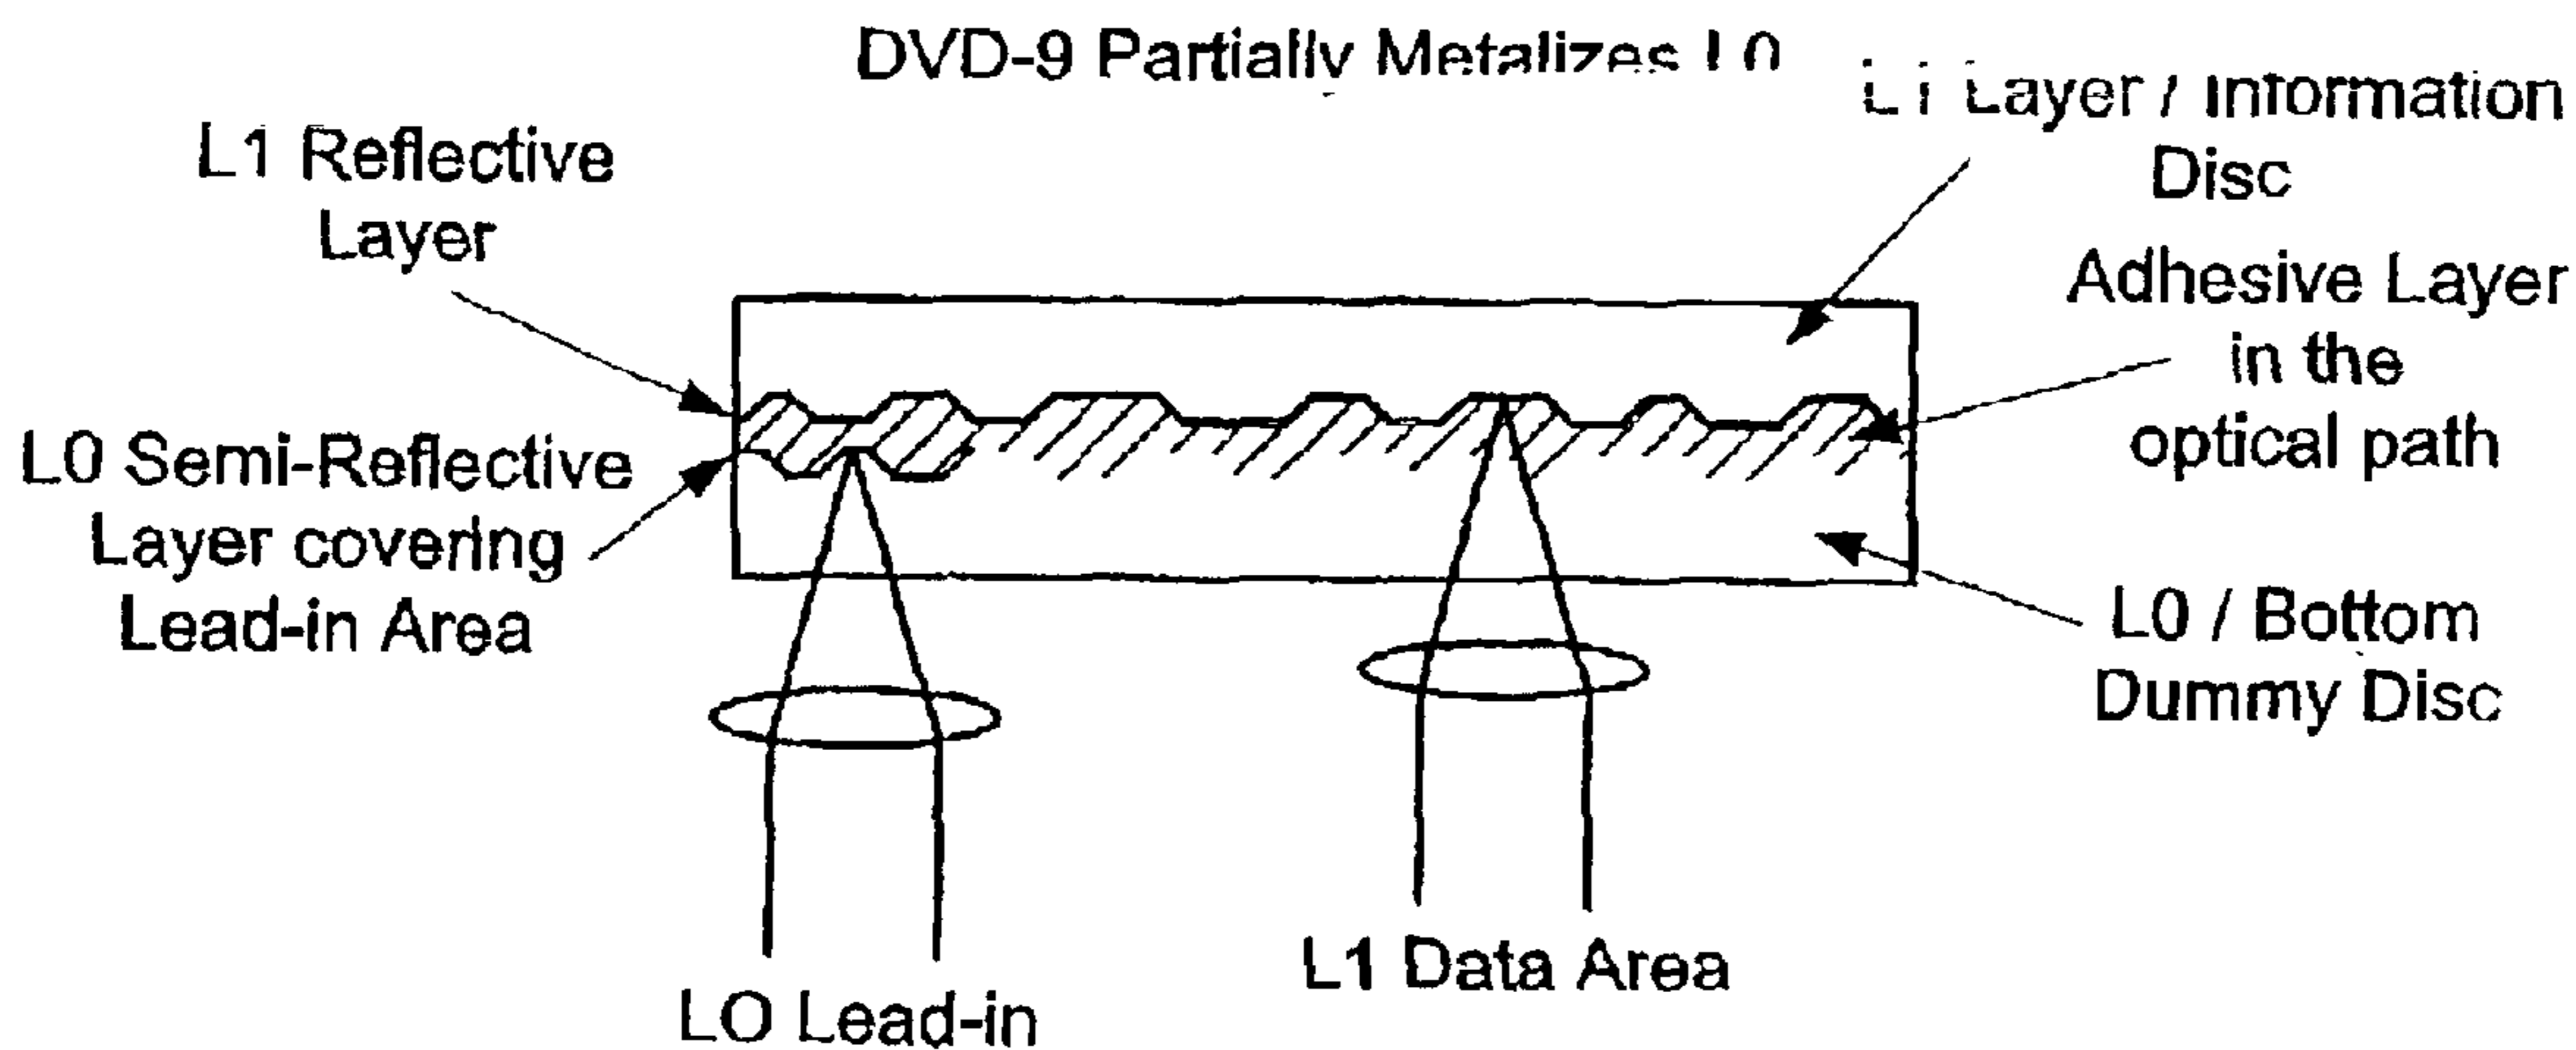 DVD-9 Partially Metalizes L0
L1 Layer / Information
Disc
L1 Reflective
Layer
Adhesive Layer
in the
optical path
L0 Semi-Reflective
Layer covering
Lead-in Area
L0 / Bottom
Dummy Disc
L1 Data Area
LO Lead-in